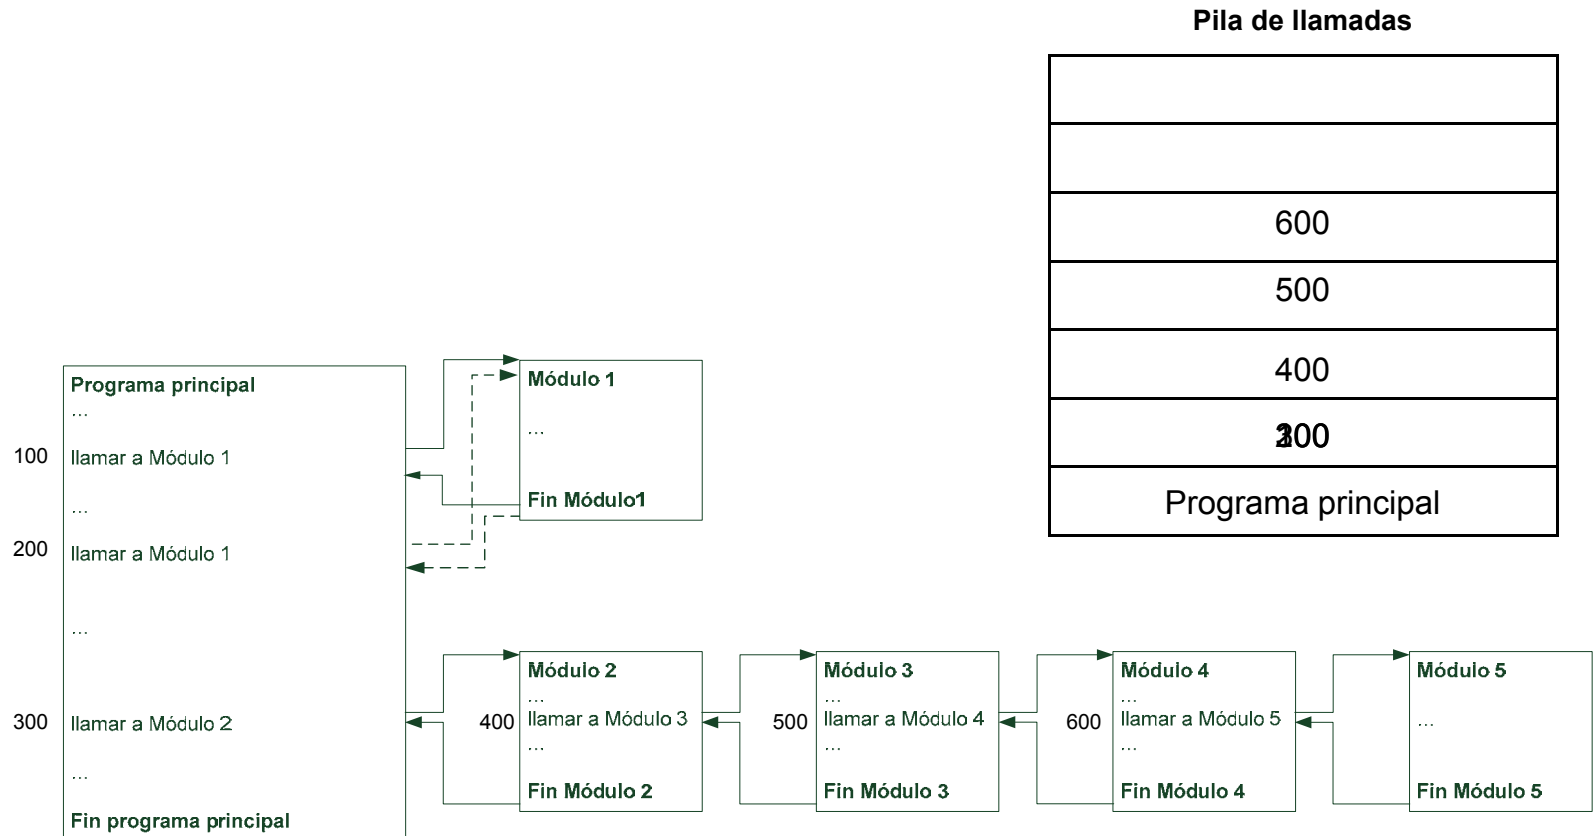 Pila de llamadas
600
500
400
Programa principal
Programa principal
...
100 llamar a Módulo 1
...
200 llamar a Módulo 1
...
300 llamar a Módulo 2
...
Fin programa principal
Módulo 1
...
Fin Módulo1
Módulo 2
...
400 llamar a Módulo 3
...
Fin Módulo 2
Módulo 3
...
500 llamar a Módulo 4
...
Fin Módulo 3
Módulo 4
...
600 llamar a Módulo 5
...
Fin Módulo 4
Módulo 5
...
Fin Módulo 5